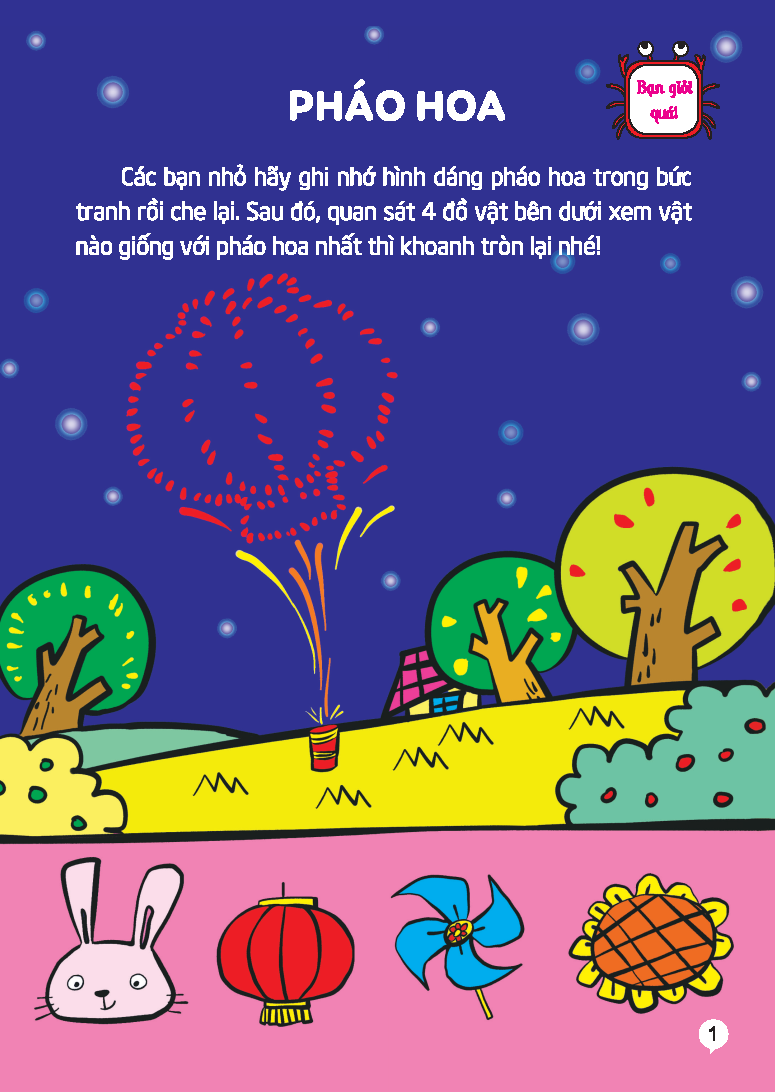 Bạn giỏi
quá!
PHÁO HOA
Các bạn nhỏ hãy ghi nhớ hình dáng pháo hoa trong bức
tranh rồi che lại. Sau đó, quan sát 4 đồ vật bên dưới xem vật
nào giống với pháo hoa nhất thì khoanh tròn lại nhé!
1